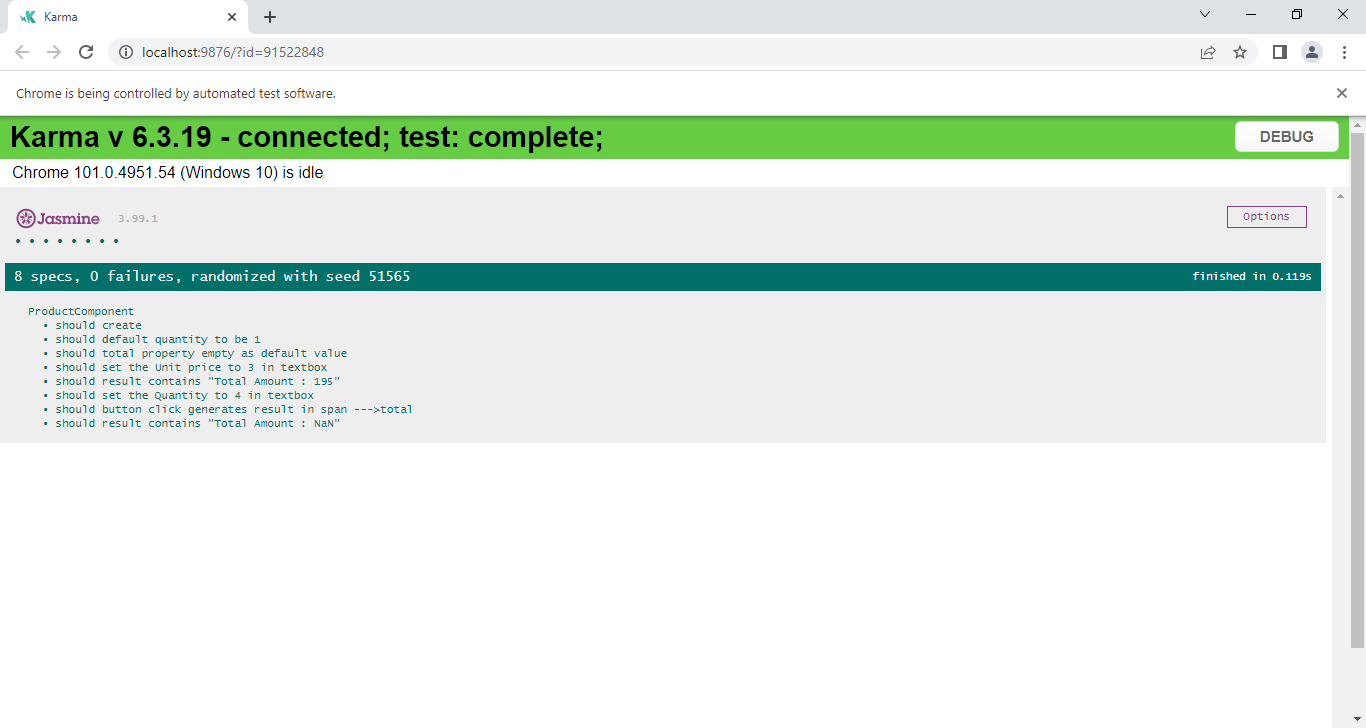 Karma
localhost:9876/?id=91522848
Chrome is being controlled by automated test software.
Karma v 6.3.19 - connected; test: complete;
DEBUG
Chrome 101.0.4951.54 (Windows 10) is idle
Jasmine 3.99.1
Options
8 specs, 0 failures, randomized with seed 51565
finished in 0.119s
ProductComponent
• should create
• should default quantity to be 1
• should total property empty as default value
• should set the Unit price to 3 in textbox
• should result contains "Total Amount : 195"
• should set the Quantity to 4 in textbox
• should button click generates result in span --->total
• should result contains "Total Amount : NaN"